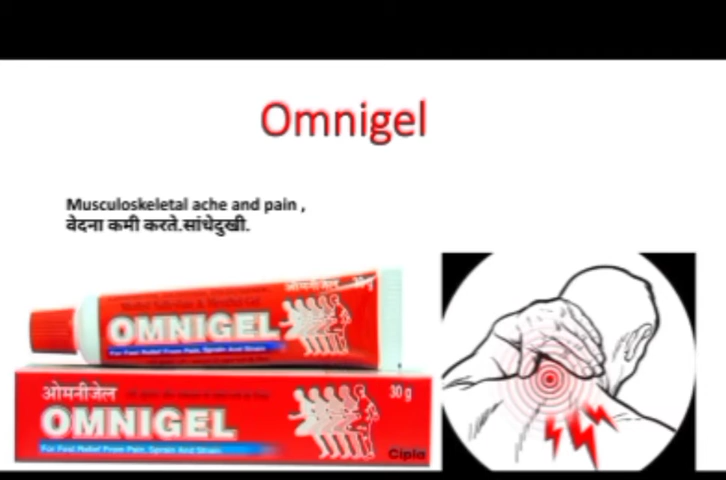 Omnigel
Musculoskeletal ache and pain ,
वेदना कमी करते.सांधेदुखी.
ओमनीजेल 30 g
OMNIGEL
For Fast Relief From Pain, Sprain And Strain
ओमनीजेल
30 g
OMNIGEL
For Fast Relief From Pain, Sprain And Strain
Cipla